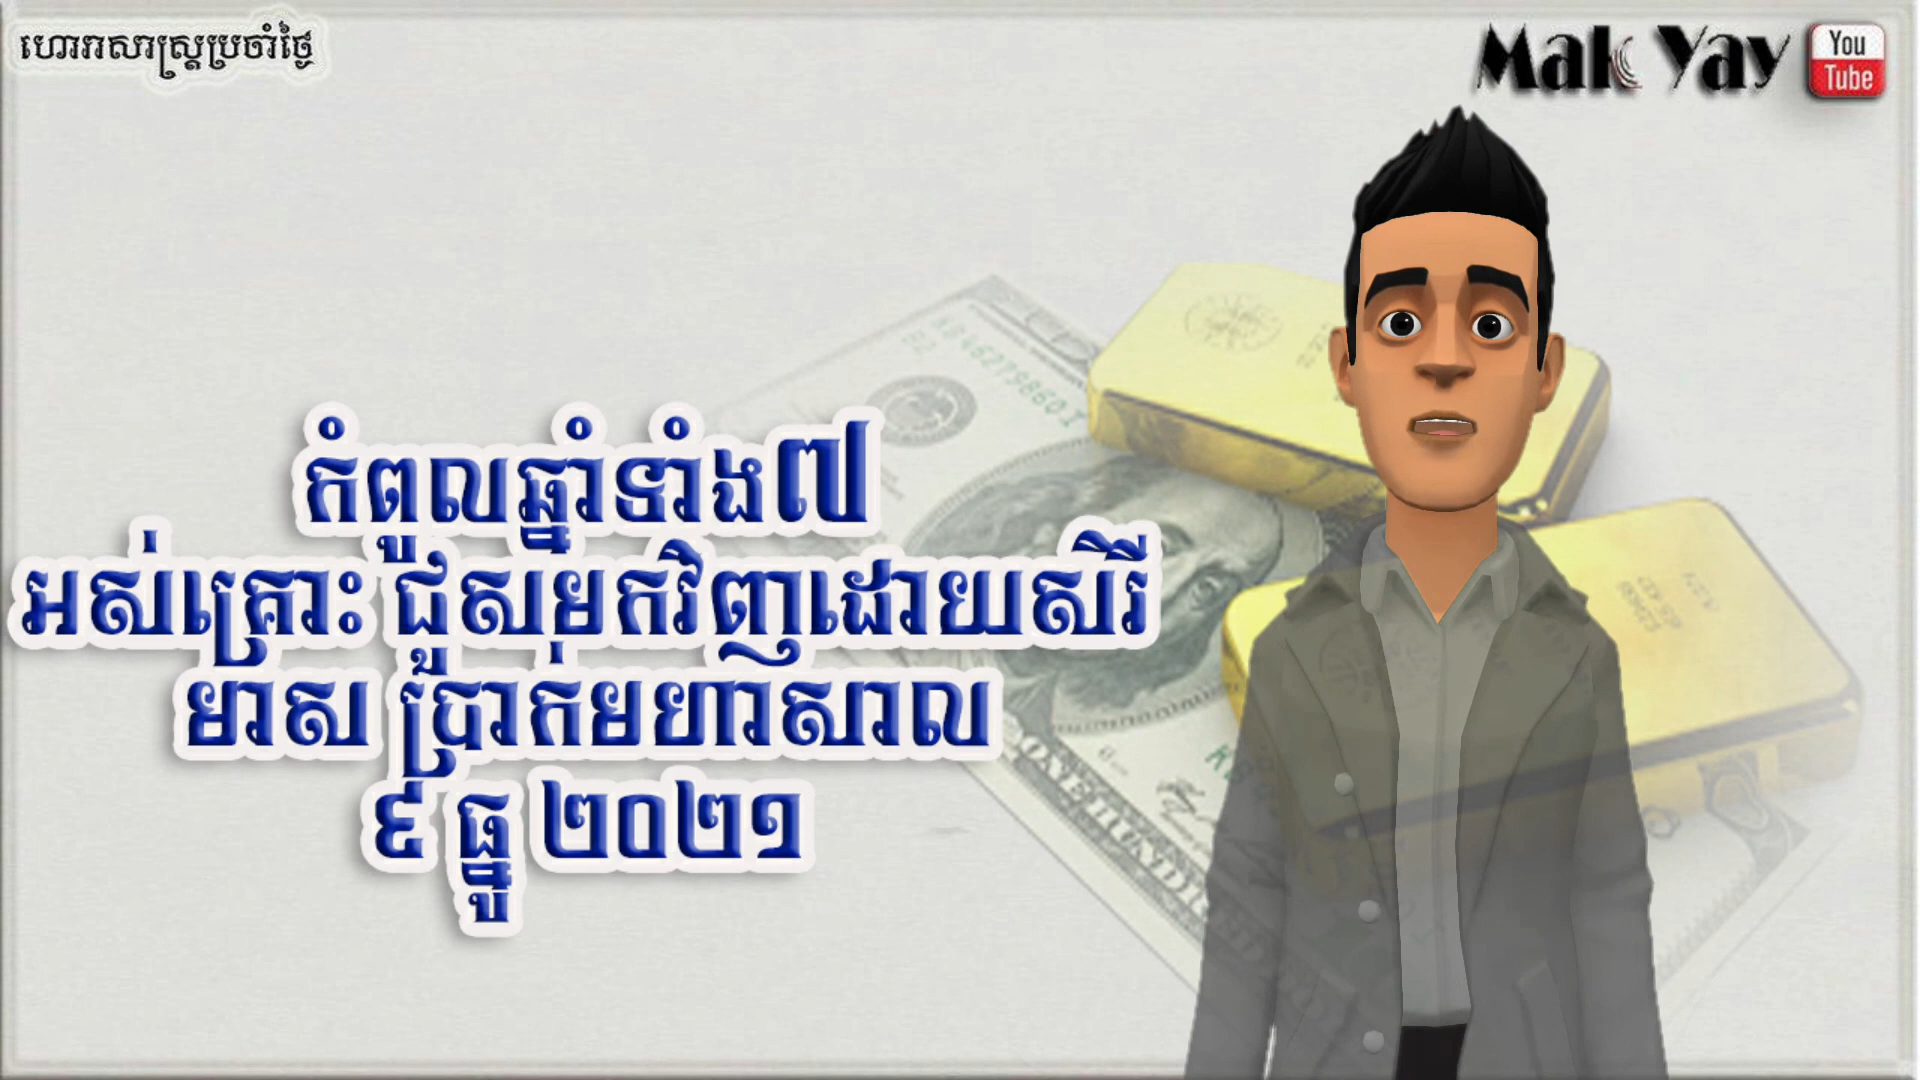 ហោរាសាស្ត្រប្រចាំថ្ងៃ
Mak Yay
You
Tube
កំពូលឆ្នាំទាំង៧
អស់គ្រោះ ជួសមុកវិញដោយសិរី
មាស ប្រាក់មហាសាល
៩ ធ្នូ ២០២១